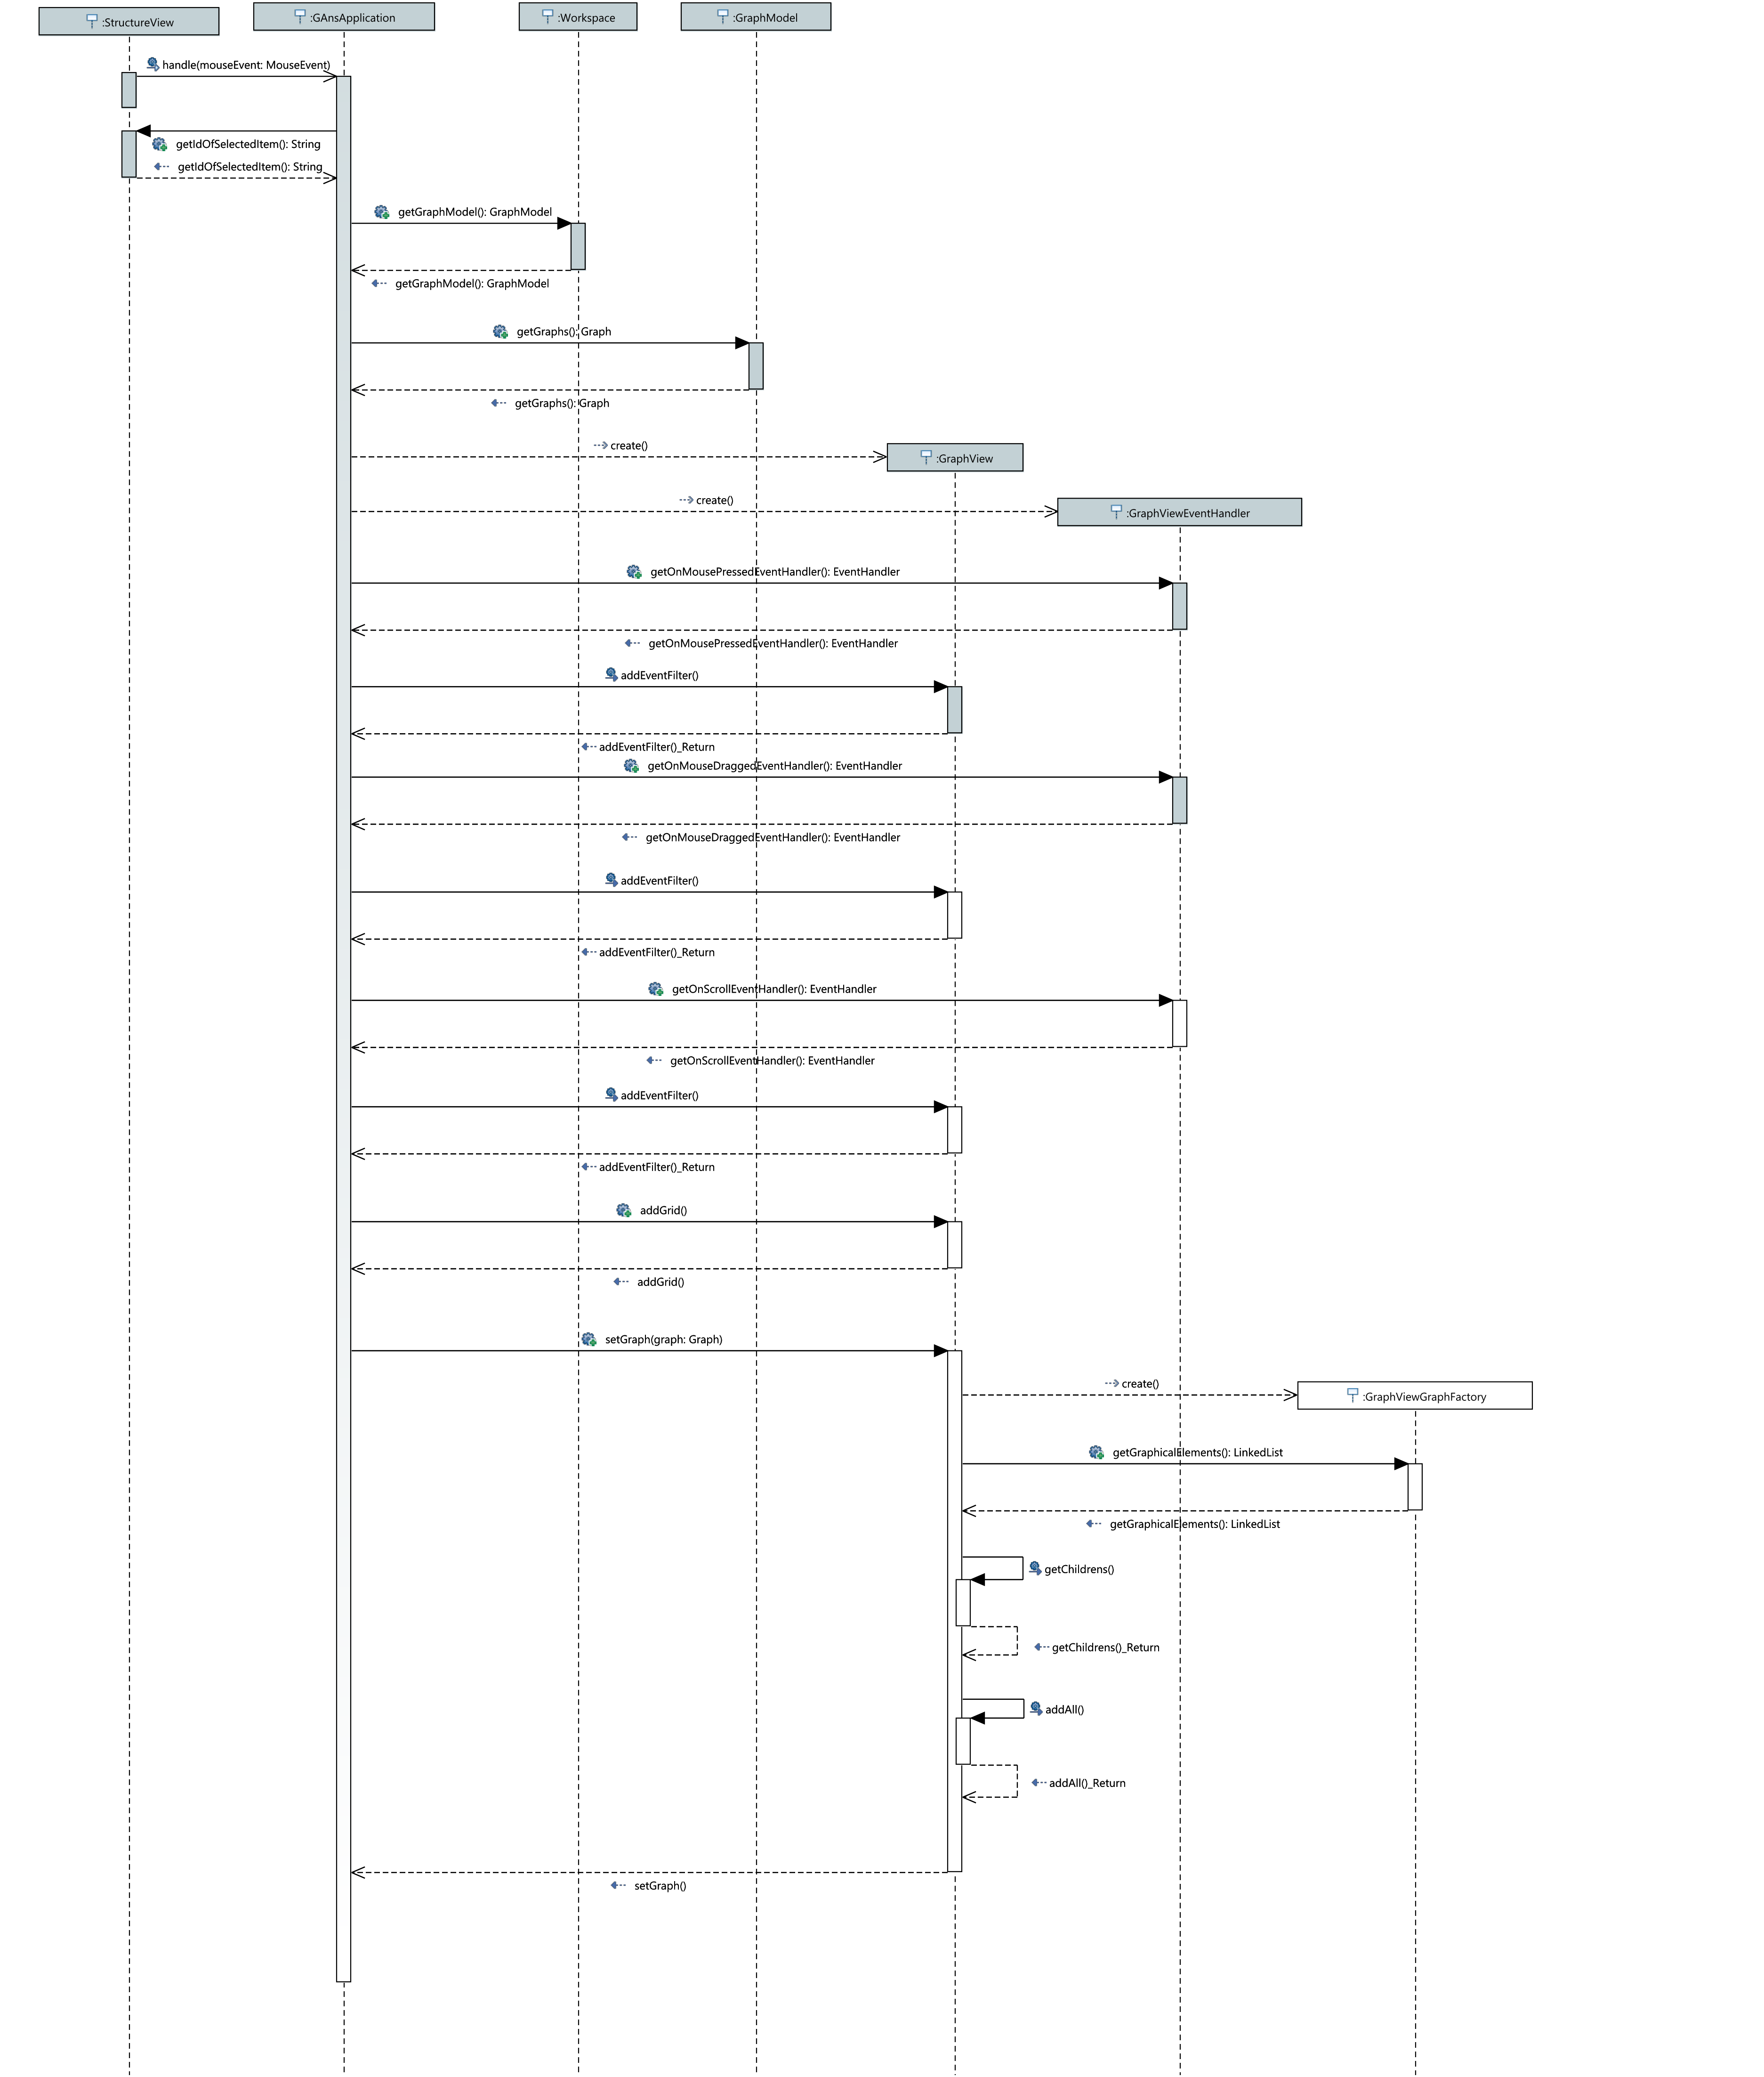 :StructureView
:GAnsApplication
:Workspace
:GraphModel
handle(mouseEvent: MouseEvent)
getIdOfSelectedItem(): String
getIdOfSelectedItem(): String
getGraphModel(): GraphModel
getGraphModel(): GraphModel
getGraphs(): Graph
getGraphs(): Graph
create()
:GraphView
create()
:GraphViewEventHandler
getOnMousePressedEventHandler(): EventHandler
getOnMousePressedEventHandler(): EventHandler
addEventFilter()
addEventFilter()_Return
getOnMouseDraggedEventHandler(): EventHandler
getOnMouseDraggedEventHandler(): EventHandler
addEventFilter()
addEventFilter()_Return
getOnScrollEventHandler(): EventHandler
getOnScrollEventHandler(): EventHandler
addEventFilter()
addEventFilter()_Return
addGrid()
addGrid()
setGraph(graph: Graph)
create()
:GraphViewGraphFactory
getGraphicalElements(): LinkedList
getGraphicalElements(): LinkedList
getChildrens()
getChildrens()_Return
addAll()
addAll()_Return
setGraph()